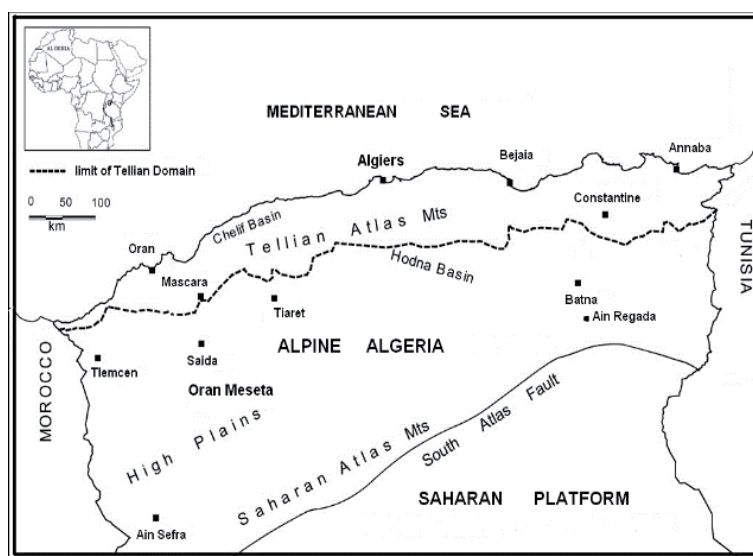 ALGERIA
MEDITERRANEAN SEA
limit of Tellian Domain
0 50 100
km
Algiers
Bejaia
Annaba
Constantine
Chelif Basin
Tellian Atlas Mts
Oran
Hodna Basin
Mascara
TUNISIA
Tiaret
Batna
Ain Regada
MOROCCO
Saida
ALPINE ALGERIA
Tlemcen
Oran Meseta
High Plains
Saharan Atlas Mts
South Atlas Fault
SAHARAN PLATFORM
Ain Sefra